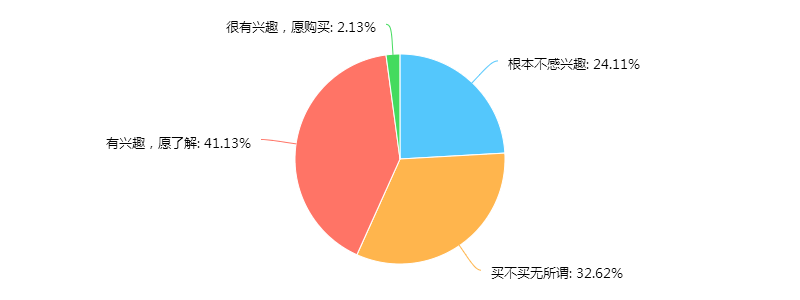 很有兴趣，愿购买: 2.13%
根本不感兴趣: 24.11%
有兴趣，愿了解: 41.13%
买不买无所谓: 32.62%